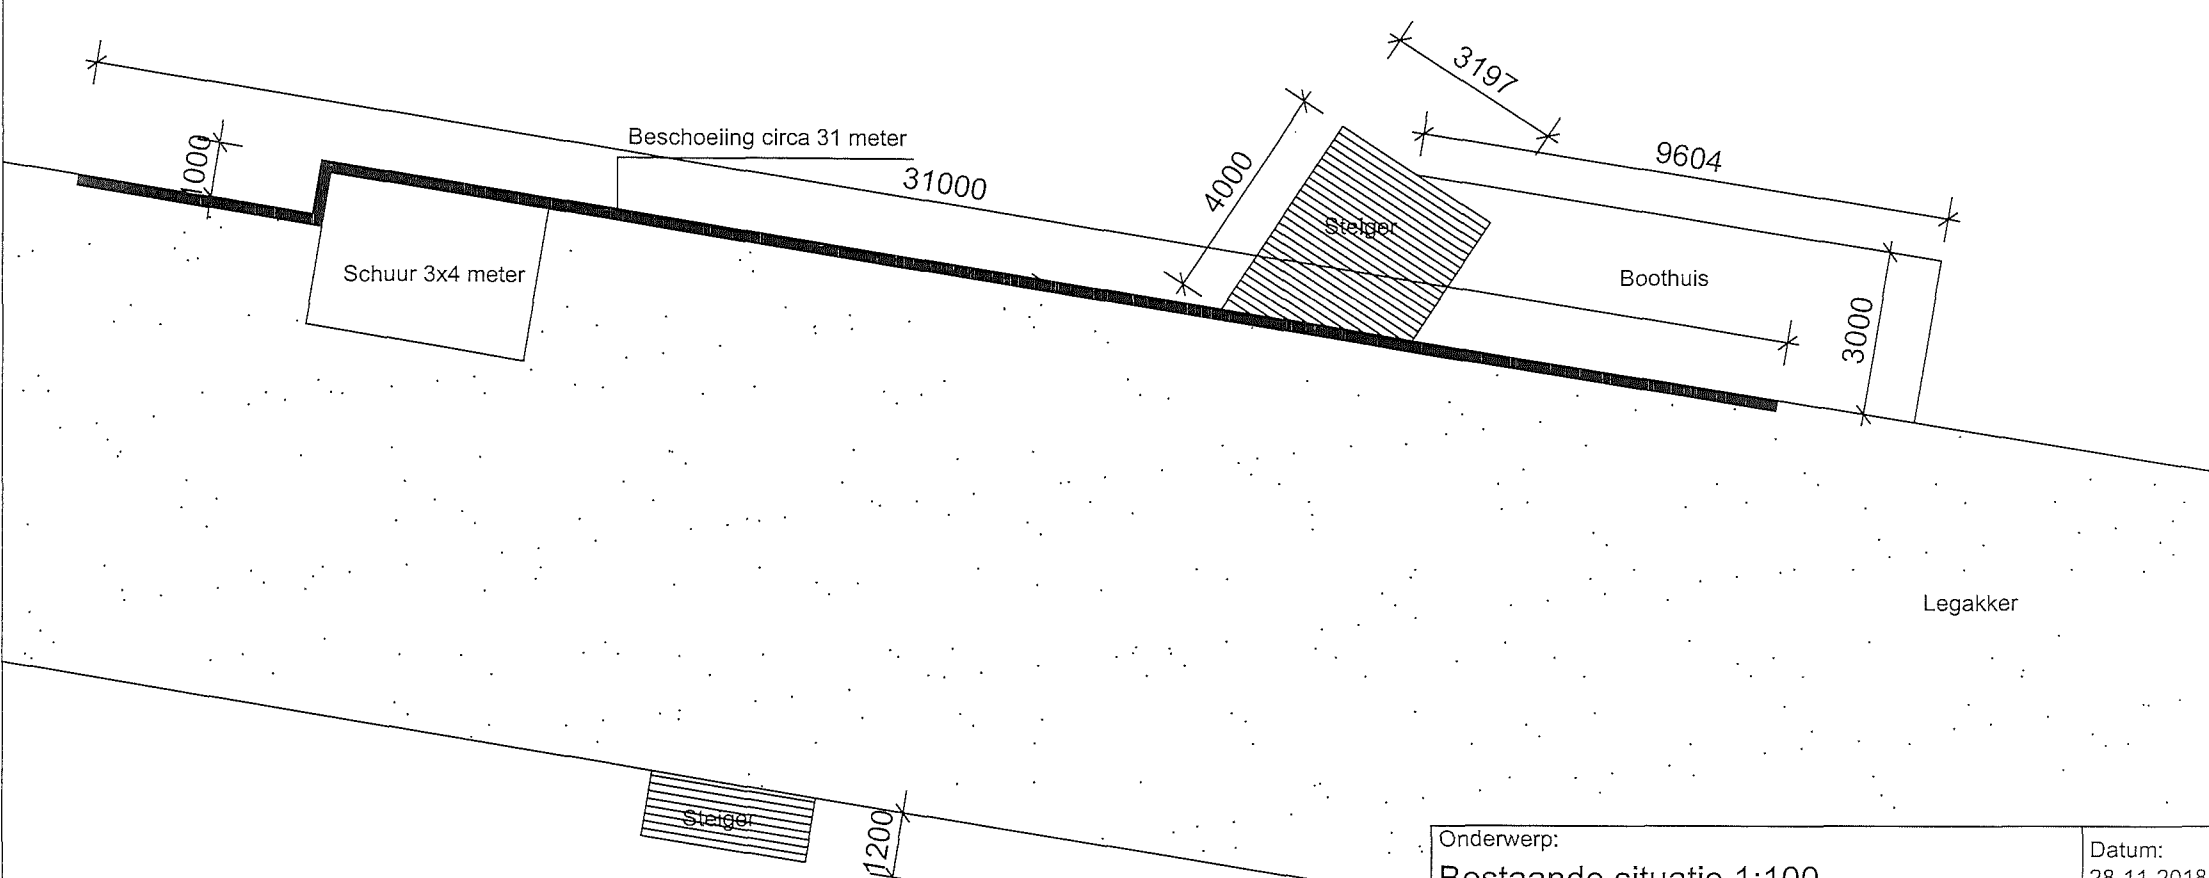 3197
9604
Beschoeiing circa 31 meter
1000
31000
4000
Steiger
Schuur 3x4 meter
Boothuis
3000
Legakker
Steiger
1200
Onderwerp:
Bestaande situatie 1:100
Datum:
28-11-2018